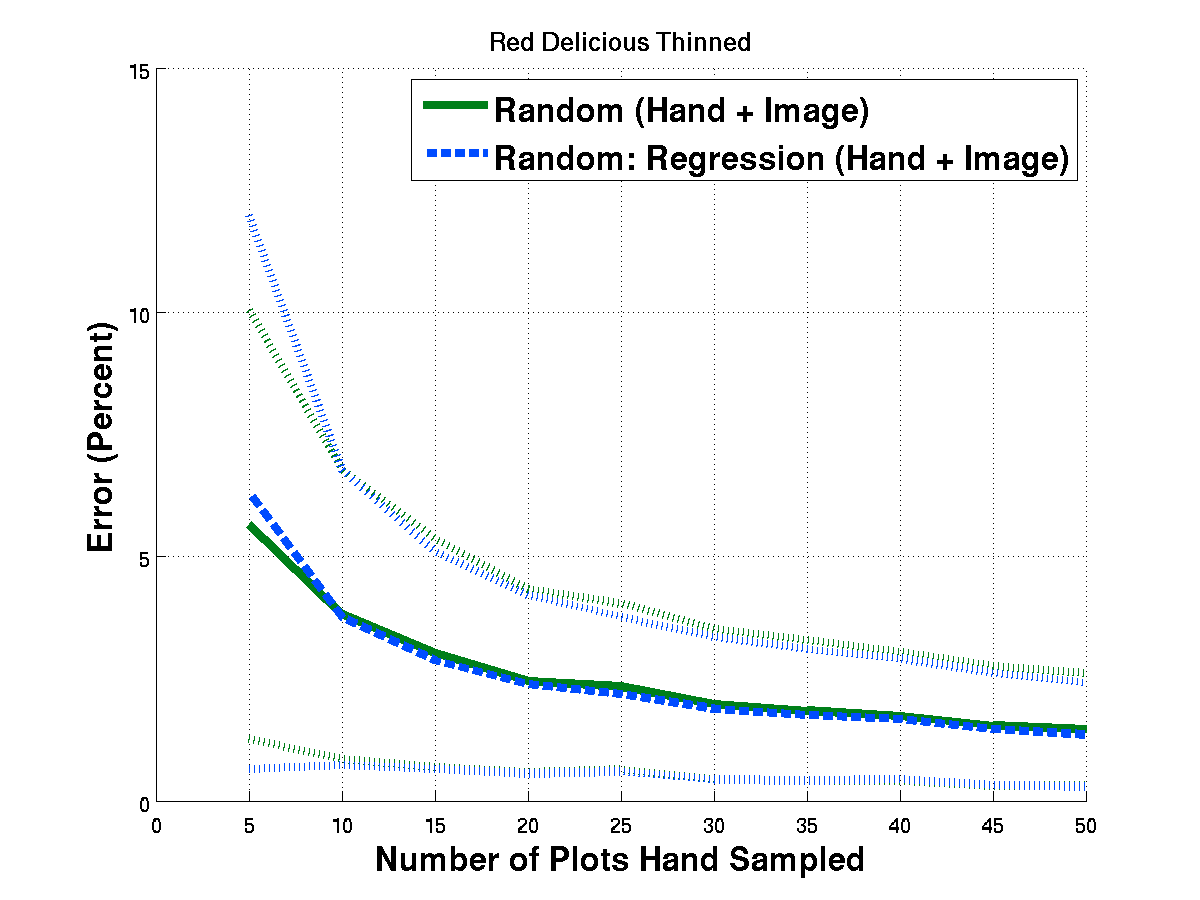 Red Delicious Thinned
15
Random (Hand + Image)
Random: Regression (Hand + Image)
10
Error (Percent)
5
0
0 5 10 15 20 25 30 35 40 45 50
Number of Plots Hand Sampled